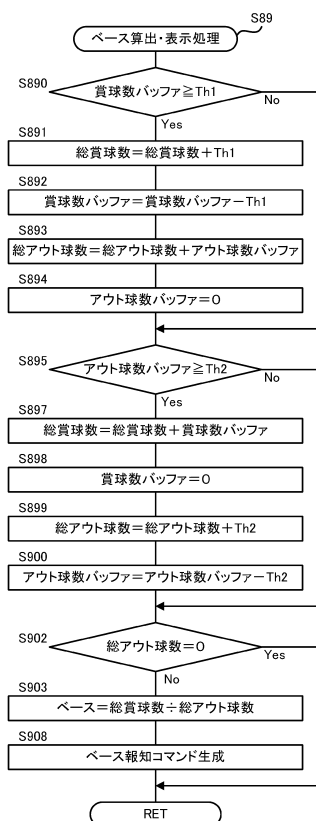 S89
ベース算出・表示処理
S890
賞球数バッファ≧Th1
No
Yes
S891
総賞球数=総賞球数+Th1
S892
賞球数バッファ=賞球数バッファ−Th1
S893
総アウト球数=総アウト球数+アウト球数バッファ
S894
アウト球数バッファ=0
S895
アウト球数バッファ≧Th2
No
Yes
S897
総賞球数=総賞球数+賞球数バッファ
S898
賞球数バッファ=0
S899
総アウト球数=総アウト球数+Th2
S900
アウト球数バッファ=アウト球数バッファ−Th2
S902
総アウト球数=0
Yes
No
S903
ベース=総賞球数÷総アウト球数
S908
ベース報知コマンド生成
RET